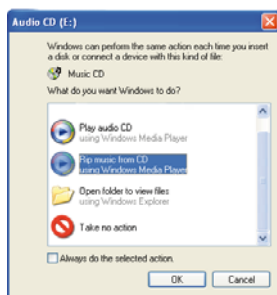 Audio CD (E:)
Windows can perform the same action each time you insert
a disk or connect a device with this kind of file:
Music CD
What do you want Windows to do?
Play audio CD
using Windows Media Player
Rip music from CD
using Windows Media Player
Open folder to view files
using Windows Explorer
Take no action
Always do the selected action.
OK
Cancel